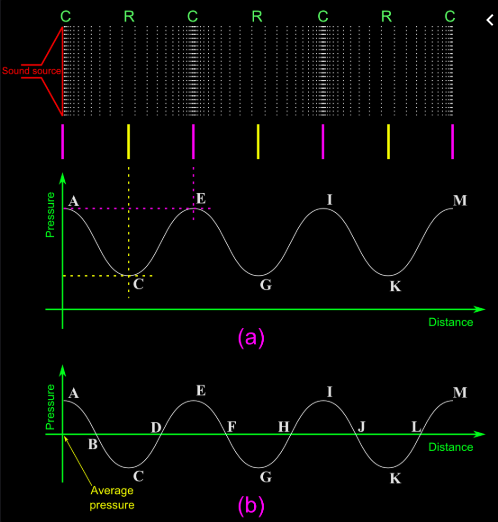 C R C R C R C
Sound source
Pressure
A E I M
C G K
Distance
(a)
Pressure
A E I M
B D F H J L
C G K
Distance
Average
pressure
(b)